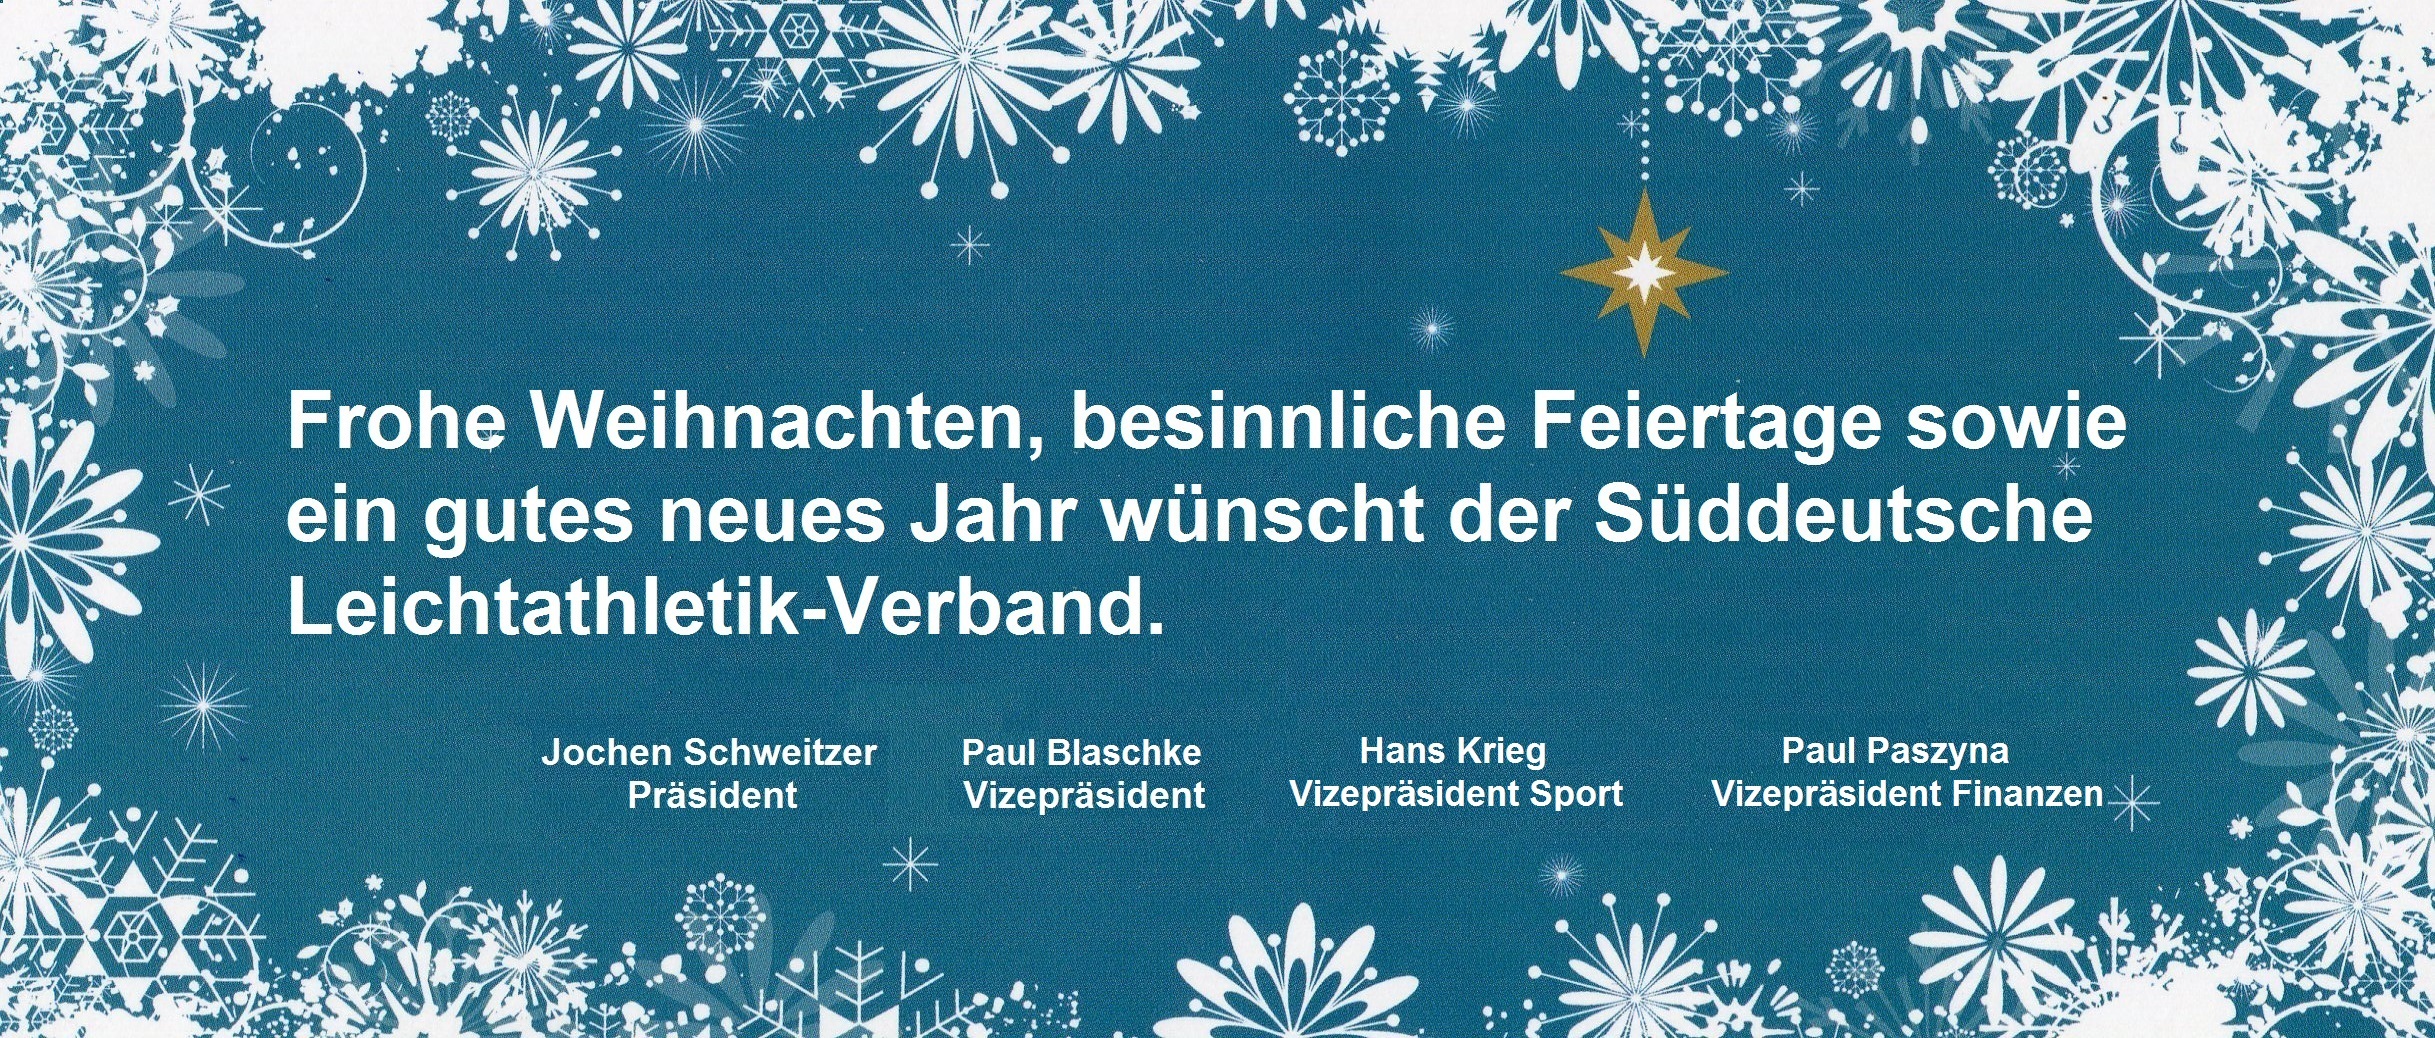 Frohe Weihnachten, besinnliche Feiertage sowie
ein gutes neues Jahr wünscht der Süddeutsche
Leichtathletik-Verband.
Jochen Schweitzer
Präsident
Paul Blaschke
Vizepräsident
Hans Krieg
Vizepräsident Sport
Paul Paszyna
Vizepräsident Finanzen